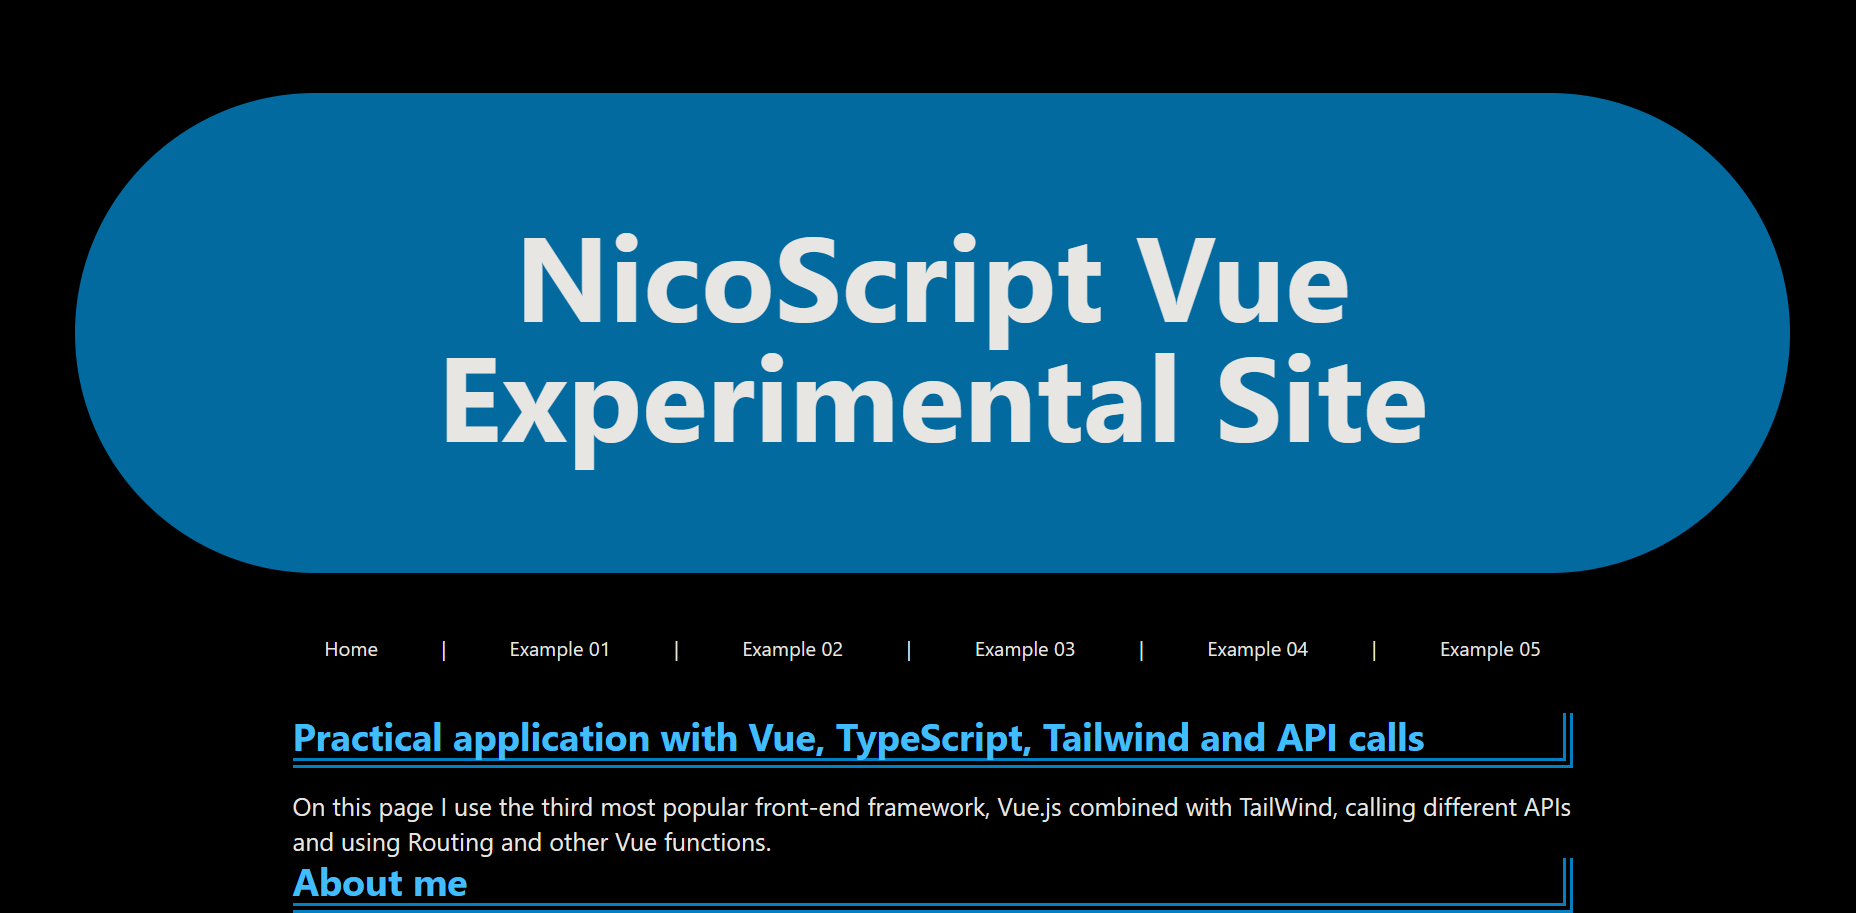 NicoScript Vue
Experimental Site
Home | Example 01 | Example 02 | Example 03 | Example 04 | Example 05
Practical application with Vue, TypeScript, Tailwind and API calls
On this page I use the third most popular front-end framework, Vue.js combined with TailWind, calling different APIs
and using Routing and other Vue functions.
About me